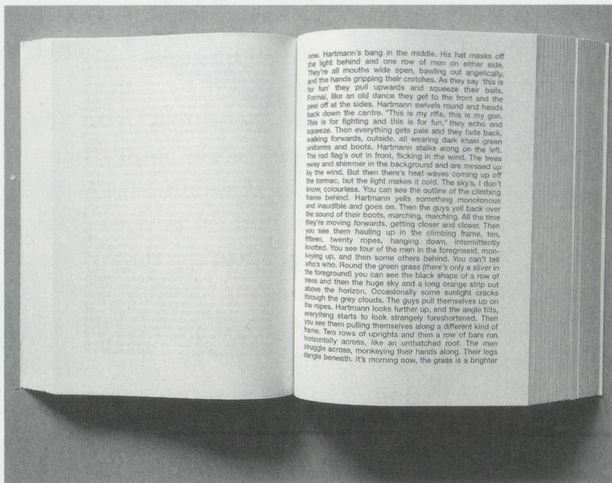 now. Hartmann's bang in the middle. His hat masks off
the light behind and one row of men on either side.
They're all mouths wide open, bawling out angelically,
and the hands gripping their crotches. As they say 'this is
for fun' they pull upwards and squeeze their balls.
Formal, like an old dance they get to the front and the
peel off at the sides. Hartmann swivels round and heads
back down the centre. "This is my rifle, this is my gun.
This is for fighting and this is for fun," they echo and
squeeze. Then everything gets pale and they fade back,
walking forwards, outside, all wearing dark khaki green
uniforms and boots. Hartmann stalks along on the left.
The red flag's out in front, flicking in the wind. The trees
sway and shimmer in the background and are messed up
by the wind. But then there's heat waves coming up off
the tarmac, but the light makes it cold. The sky's, I don't
know, colourless. You can see the outline of the climbing
frame behind. Hartmann yells something monotonous
and inaudible and goes on. Then the guys yell back over
the sound of their boots, marching, marching. All the time
they're moving forwards, getting closer and closer. Then
you see them hauling up in the climbing frame, ten,
fifteen, twenty ropes, hanging down, intermittently
knotted. You see four of the men in the foreground, mon-
keying up, and then some others behind. You can't tell
who's who. Round the green grass (there's only a sliver in
the foreground) you can see the black shape of a row of
trees and then the huge sky and a long orange strip out
above the horizon. Occasionally some sunlight cracks
through the grey clouds. The guys pull themselves up on
the ropes, Hartmann looks further up, and the angle tilts,
everything starts to look strangely foreshortened. Then
you see them pulling themselves along a different kind of
frame. Two rows of uprights and then a row of bars run
horizontally across, like an unthatched roof. The men
struggle across, monkeying their hands along. Their legs
dangle beneath. It's morning now, the grass is a brighter